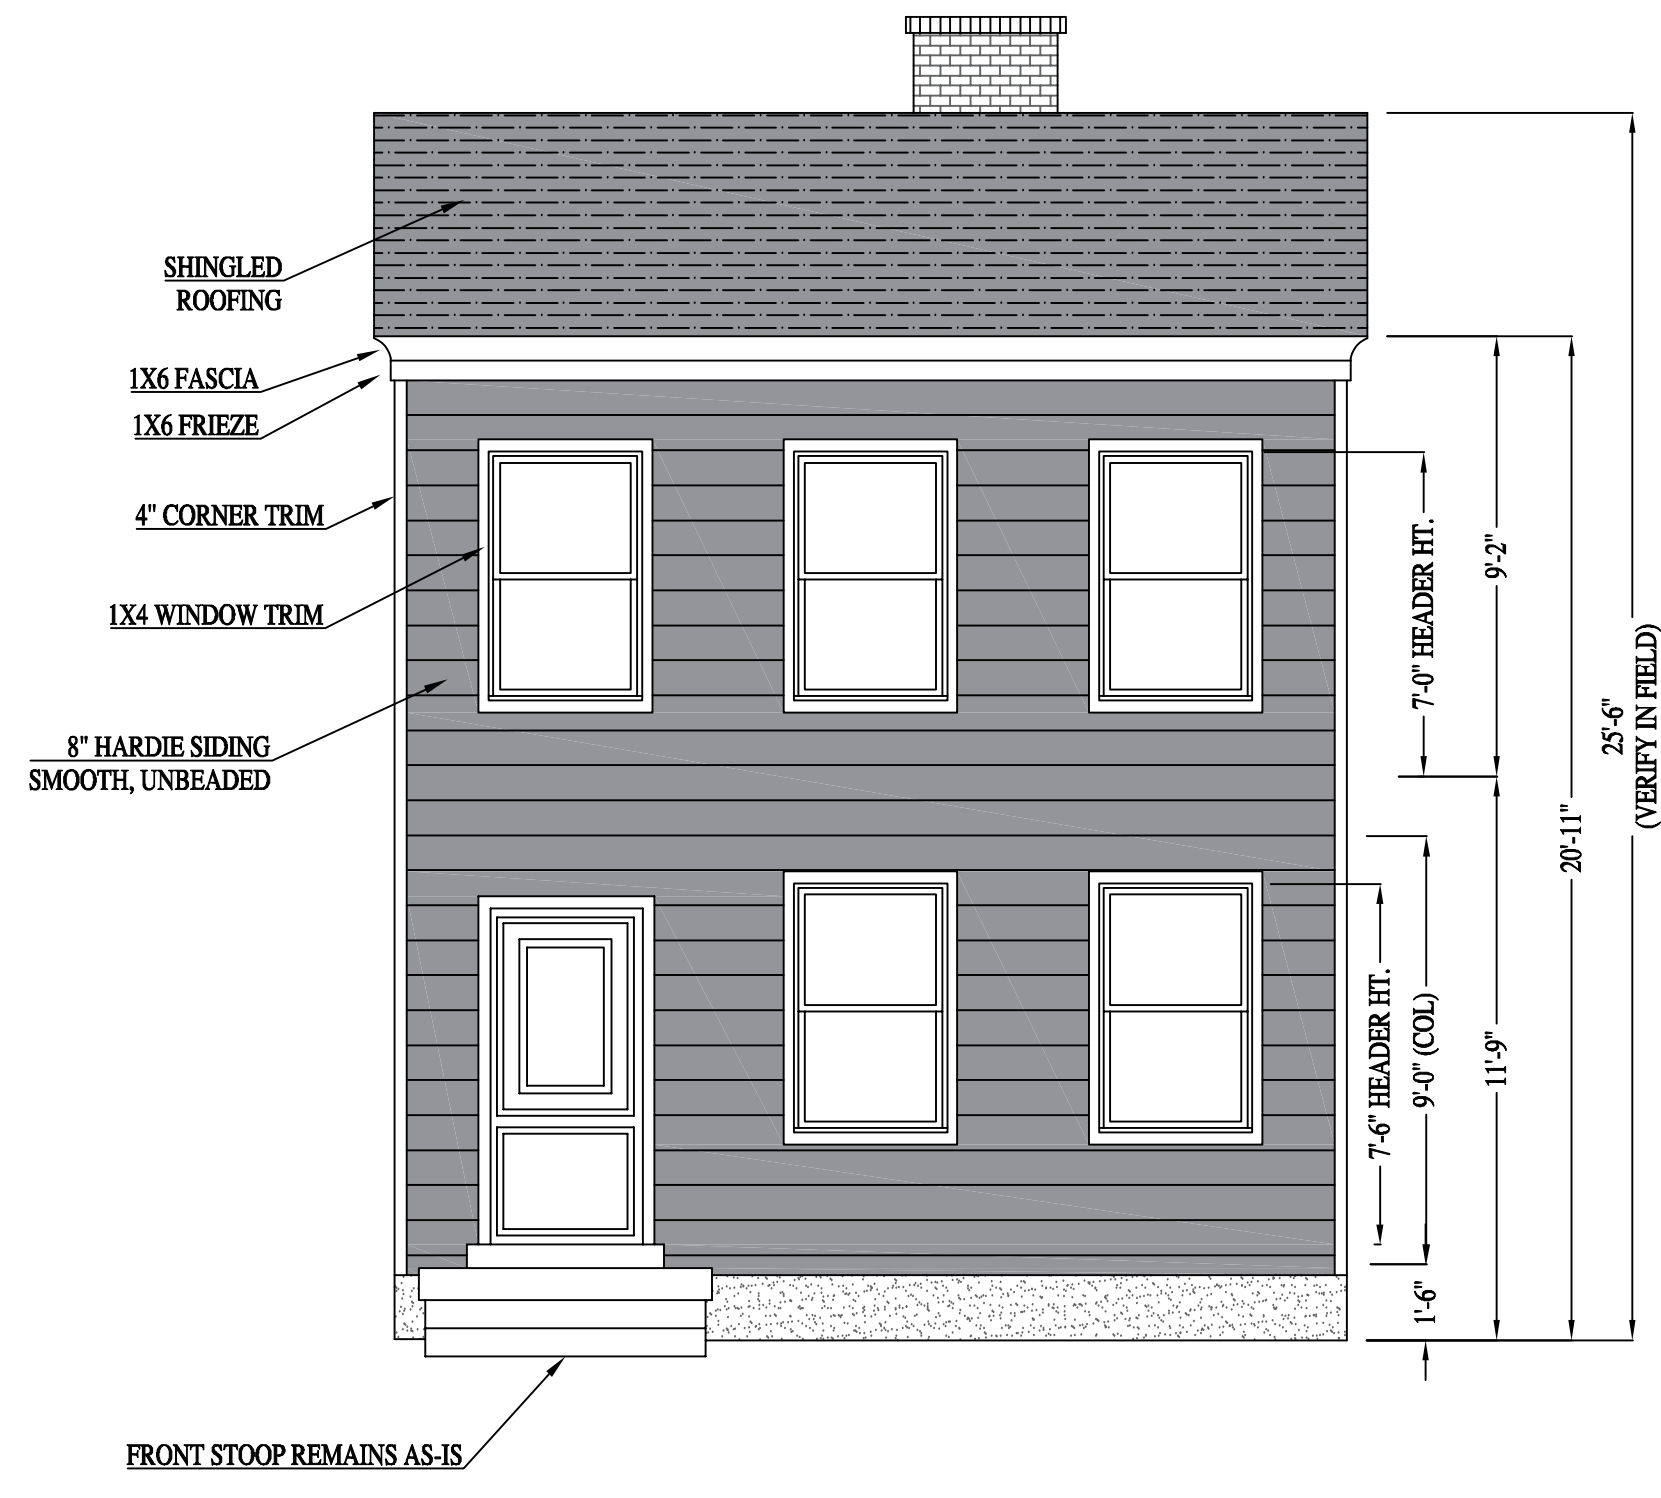 SHINGLED
ROOFING
1X6 FASCIA
1X6 FRIEZE
4" CORNER TRIM
1X4 WINDOW TRIM
8" HARDIE SIDING
SMOOTH, UNBEADED
FRONT STOOP REMAINS AS-IS
7'-0" HEADER HT.
9'-2"
25'-6"
(VERIFY IN FIELD)
20'-11"
7'-6" HEADER HT.
9'-0" (COL)
11'-9"
1'-6"